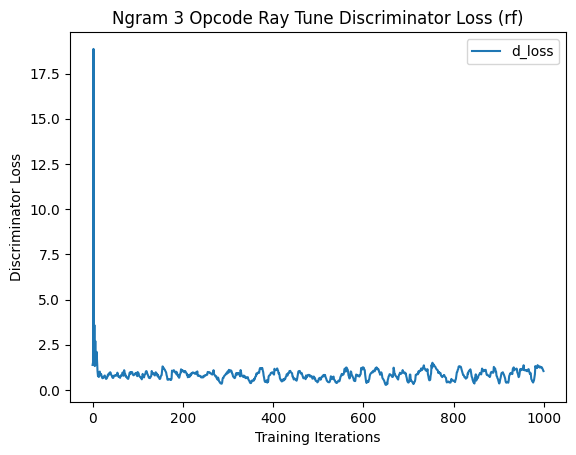 Ngram 3 Opcode Ray Tune Discriminator Loss (rf)
d_loss
17.5
15.0
12.5
10.0
7.5
5.0
2.5
0.0
Discriminator Loss
0 200 400 600 800 1000
Training Iterations